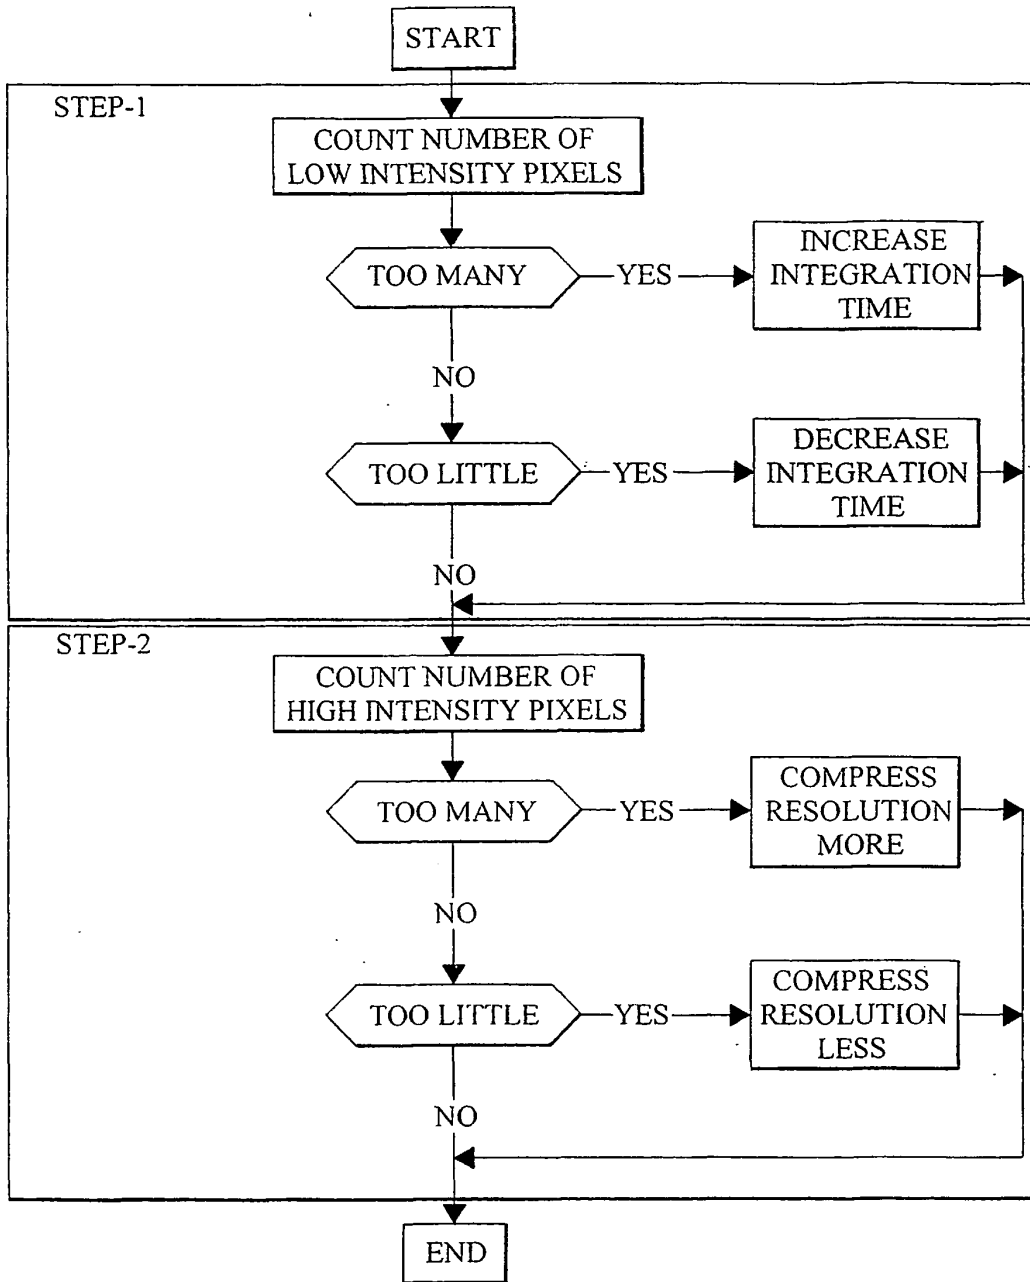 START
STEP-1
COUNT NUMBER OF
LOW INTENSITY PIXELS
TOO MANY
YES
INCREASE
INTEGRATION
TIME
NO
TOO LITTLE
YES
DECREASE
INTEGRATION
TIME
NO
STEP-2
COUNT NUMBER OF
HIGH INTENSITY PIXELS
TOO MANY
YES
COMPRESS
RESOLUTION
MORE
NO
TOO LITTLE
YES
COMPRESS
RESOLUTION
LESS
NO
END